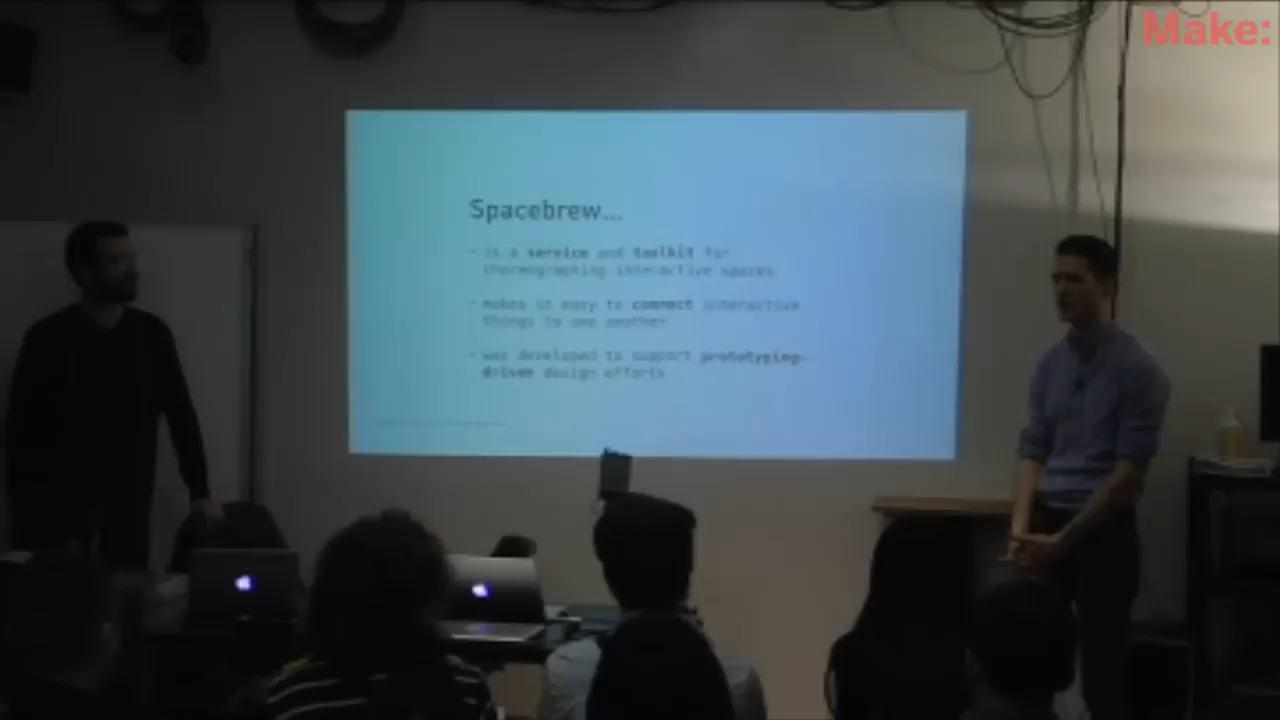 Make:
Spacebrew...
• is a service and toolkit for
choreographing interactive spaces
• makes it easy to connect interactive
things to one another
• was developed to support prototyping-
driven design efforts